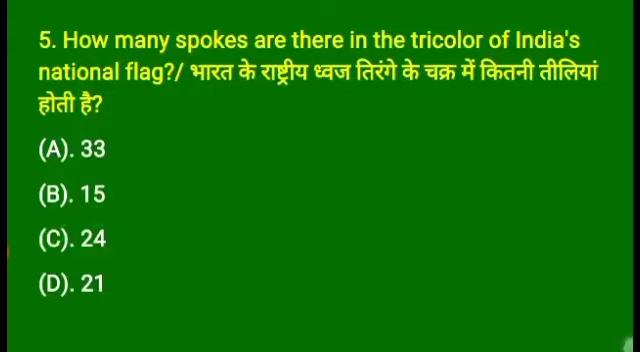 5. How many spokes are there in the tricolor of India's
national flag?/ भारत के राष्ट्रीय ध्वज तिरंगे के चक्र में कितनी तीलियां
होती है?
(A). 33
(B). 15
(C). 24
(D). 21